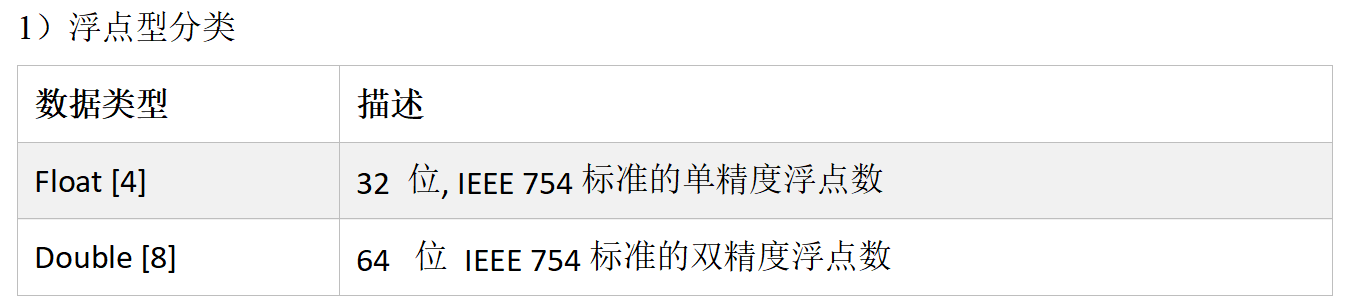 1）浮点型分类
数据类型 描述
Float [4] 32 位, IEEE 754 标准的单精度浮点数
Double [8] 64 位 IEEE 754 标准的双精度浮点数